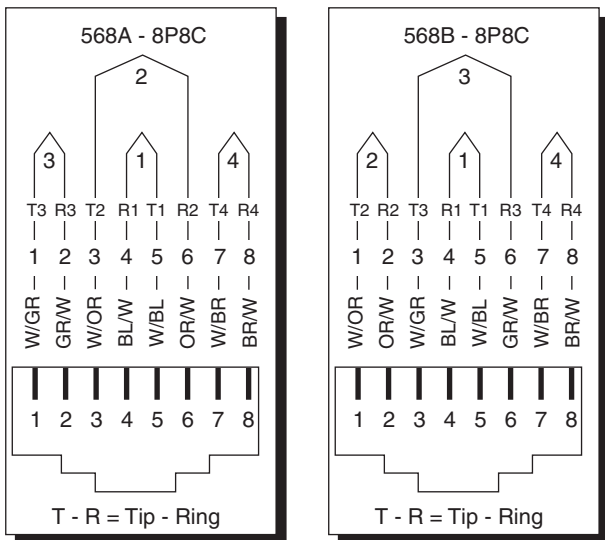 568A - 8P8C
2
3 1 4
T3 R3 T2 R1 T1 R2 T4 R4
1 2 3 4 5 6 7 8
W/GR GR/W W/OR BL/W W/BL OR/W W/BR BR/W
1 2 3 4 5 6 7 8
T - R = Tip - Ring
568B - 8P8C
3
2 1 4
T2 R2 T3 R1 T1 R3 T4 R4
1 2 3 4 5 6 7 8
W/OR OR/W W/GR BL/W W/BL GR/W W/BR BR/W
1 2 3 4 5 6 7 8
T - R = Tip - Ring